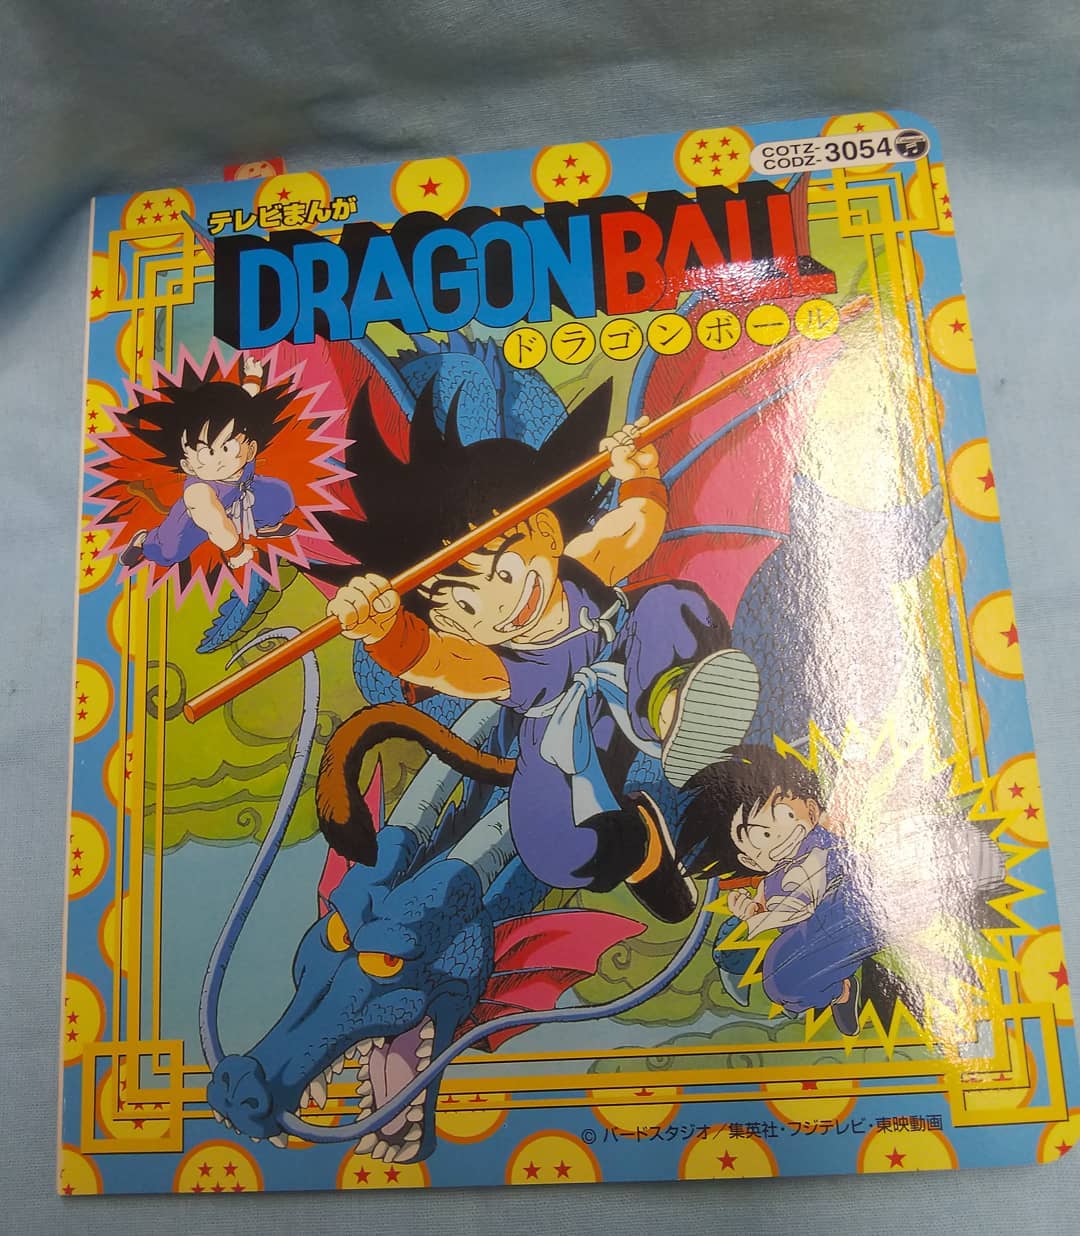 COTZ-
CODZ-3054
テレビまんが
DRAGON BALL
ドラゴンボール
© バードスタジオ／集英社・フジテレビ・東映動画